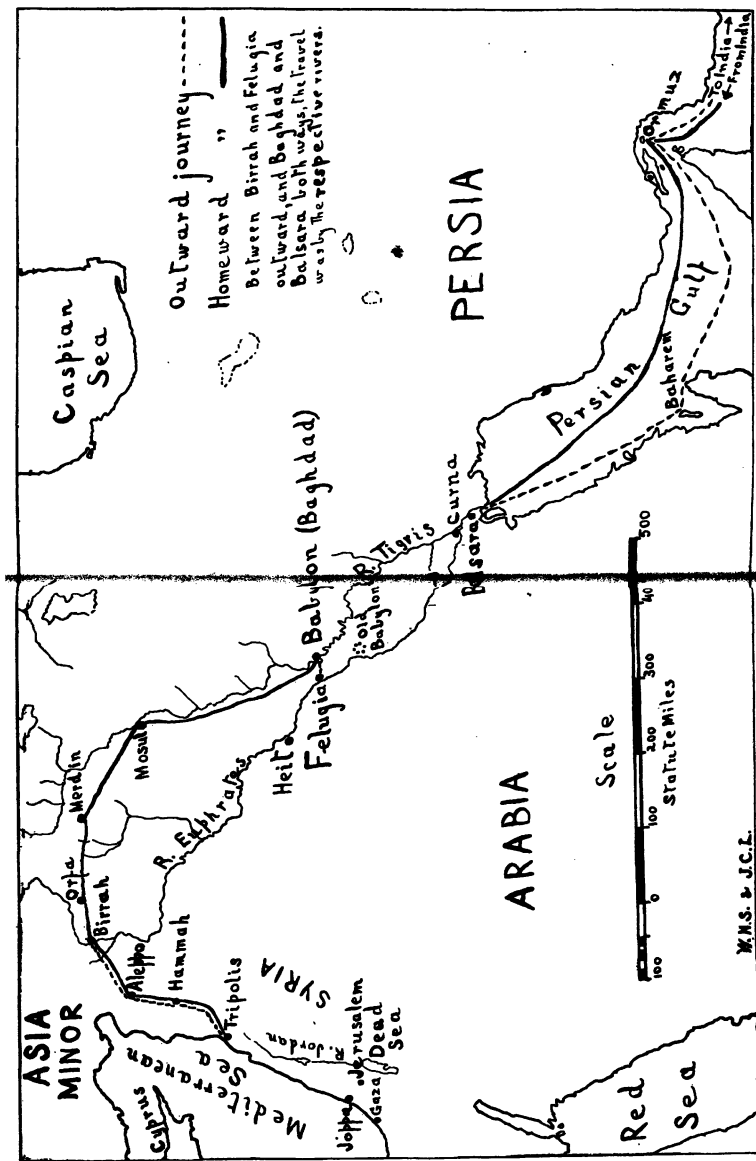 ASIA
MINOR
Cyprus
Mediterranean
Sea
Caspian
Sea
Outward journey ------
Homeward " ———
Between Birrah and Felugia
outward, and Baghdad and
Balsara both ways, the travel
was by the respective rivers.
Orfa
Merdin
Birrah
Aleppo
Hammah
Tripolis
SYRIA
Mosul
R. Euphrates
Heit
Felugia
Babylon (Baghdad)
Old
Babylon
R. Tigris
Curna
Balsara
R. Jordan
Joppa
Jerusalem
Gaza
Dead
Sea
PERSIA
Persian
Gulf
Baharem
Ormuz
To India→
←From India
ARABIA
Red
Sea
Scale
100 0 100 200 300 40 500
Statute Miles
W.H.S. & J.C.L.